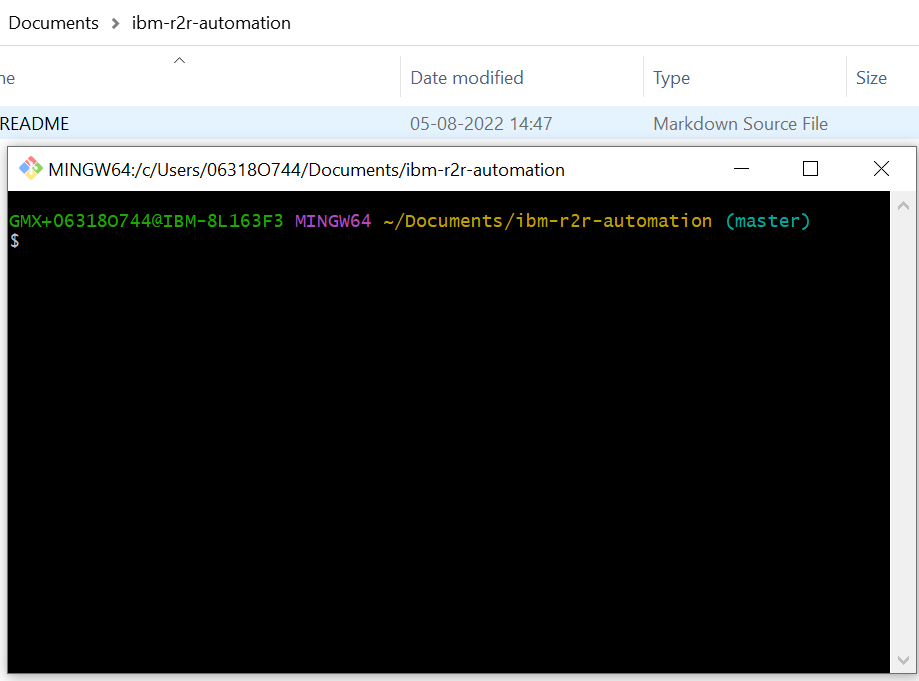 Documents > ibm-r2r-automation
ne Date modified Type Size
README 05-08-2022 14:47 Markdown Source File
MINGW64:/c/Users/06318O744/Documents/ibm-r2r-automation
GMX+06318O744@IBM-8L163F3 MINGW64 ~/Documents/ibm-r2r-automation (master)
$